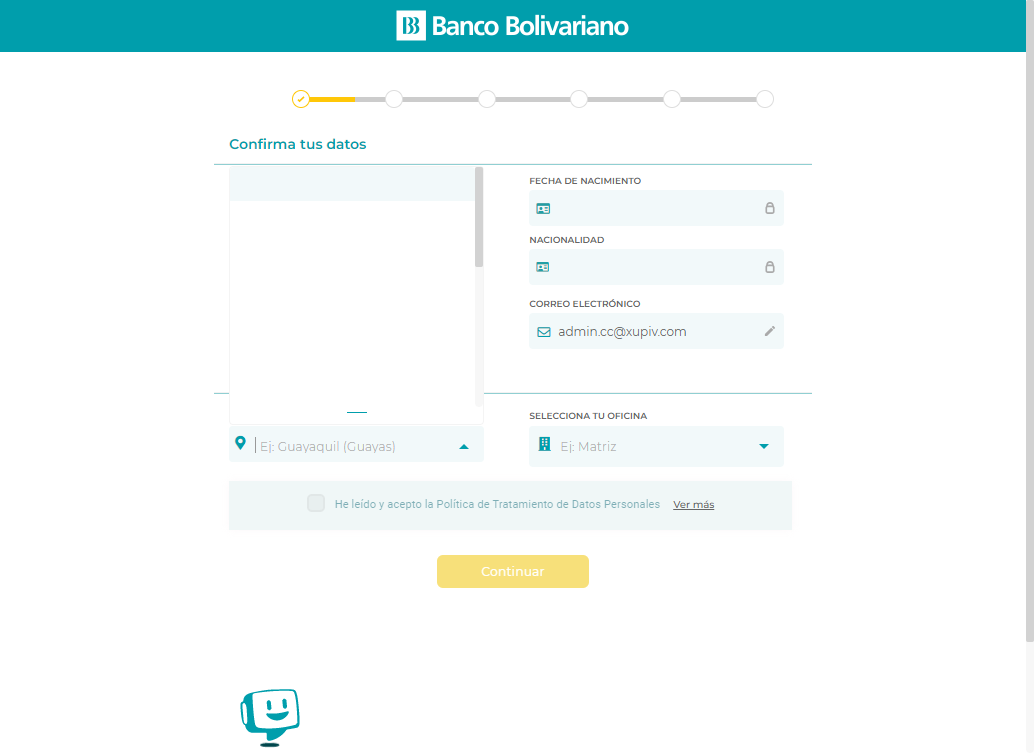 Banco Bolivariano
Confirma tus datos
FECHA DE NACIMIENTO
NACIONALIDAD
CORREO ELECTRÓNICO
admin.cc@xupiv.com
SELECCIONA TU OFICINA
Ej: Guayaquil (Guayas)
Ej: Matriz
He leído y acepto la Política de Tratamiento de Datos Personales Ver más
Continuar